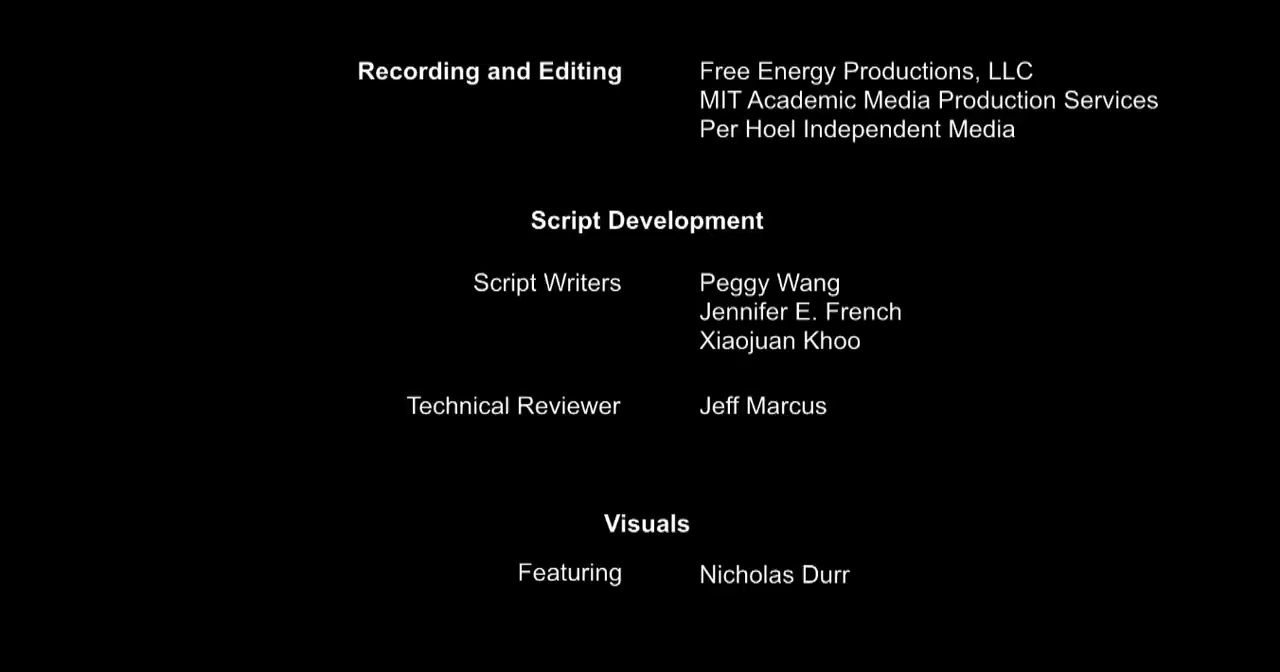 Recording and Editing Free Energy Productions, LLC
MIT Academic Media Production Services
Per Hoel Independent Media
Script Development
Script Writers Peggy Wang
Jennifer E. French
Xiaojuan Khoo
Technical Reviewer Jeff Marcus
Visuals
Featuring Nicholas Durr